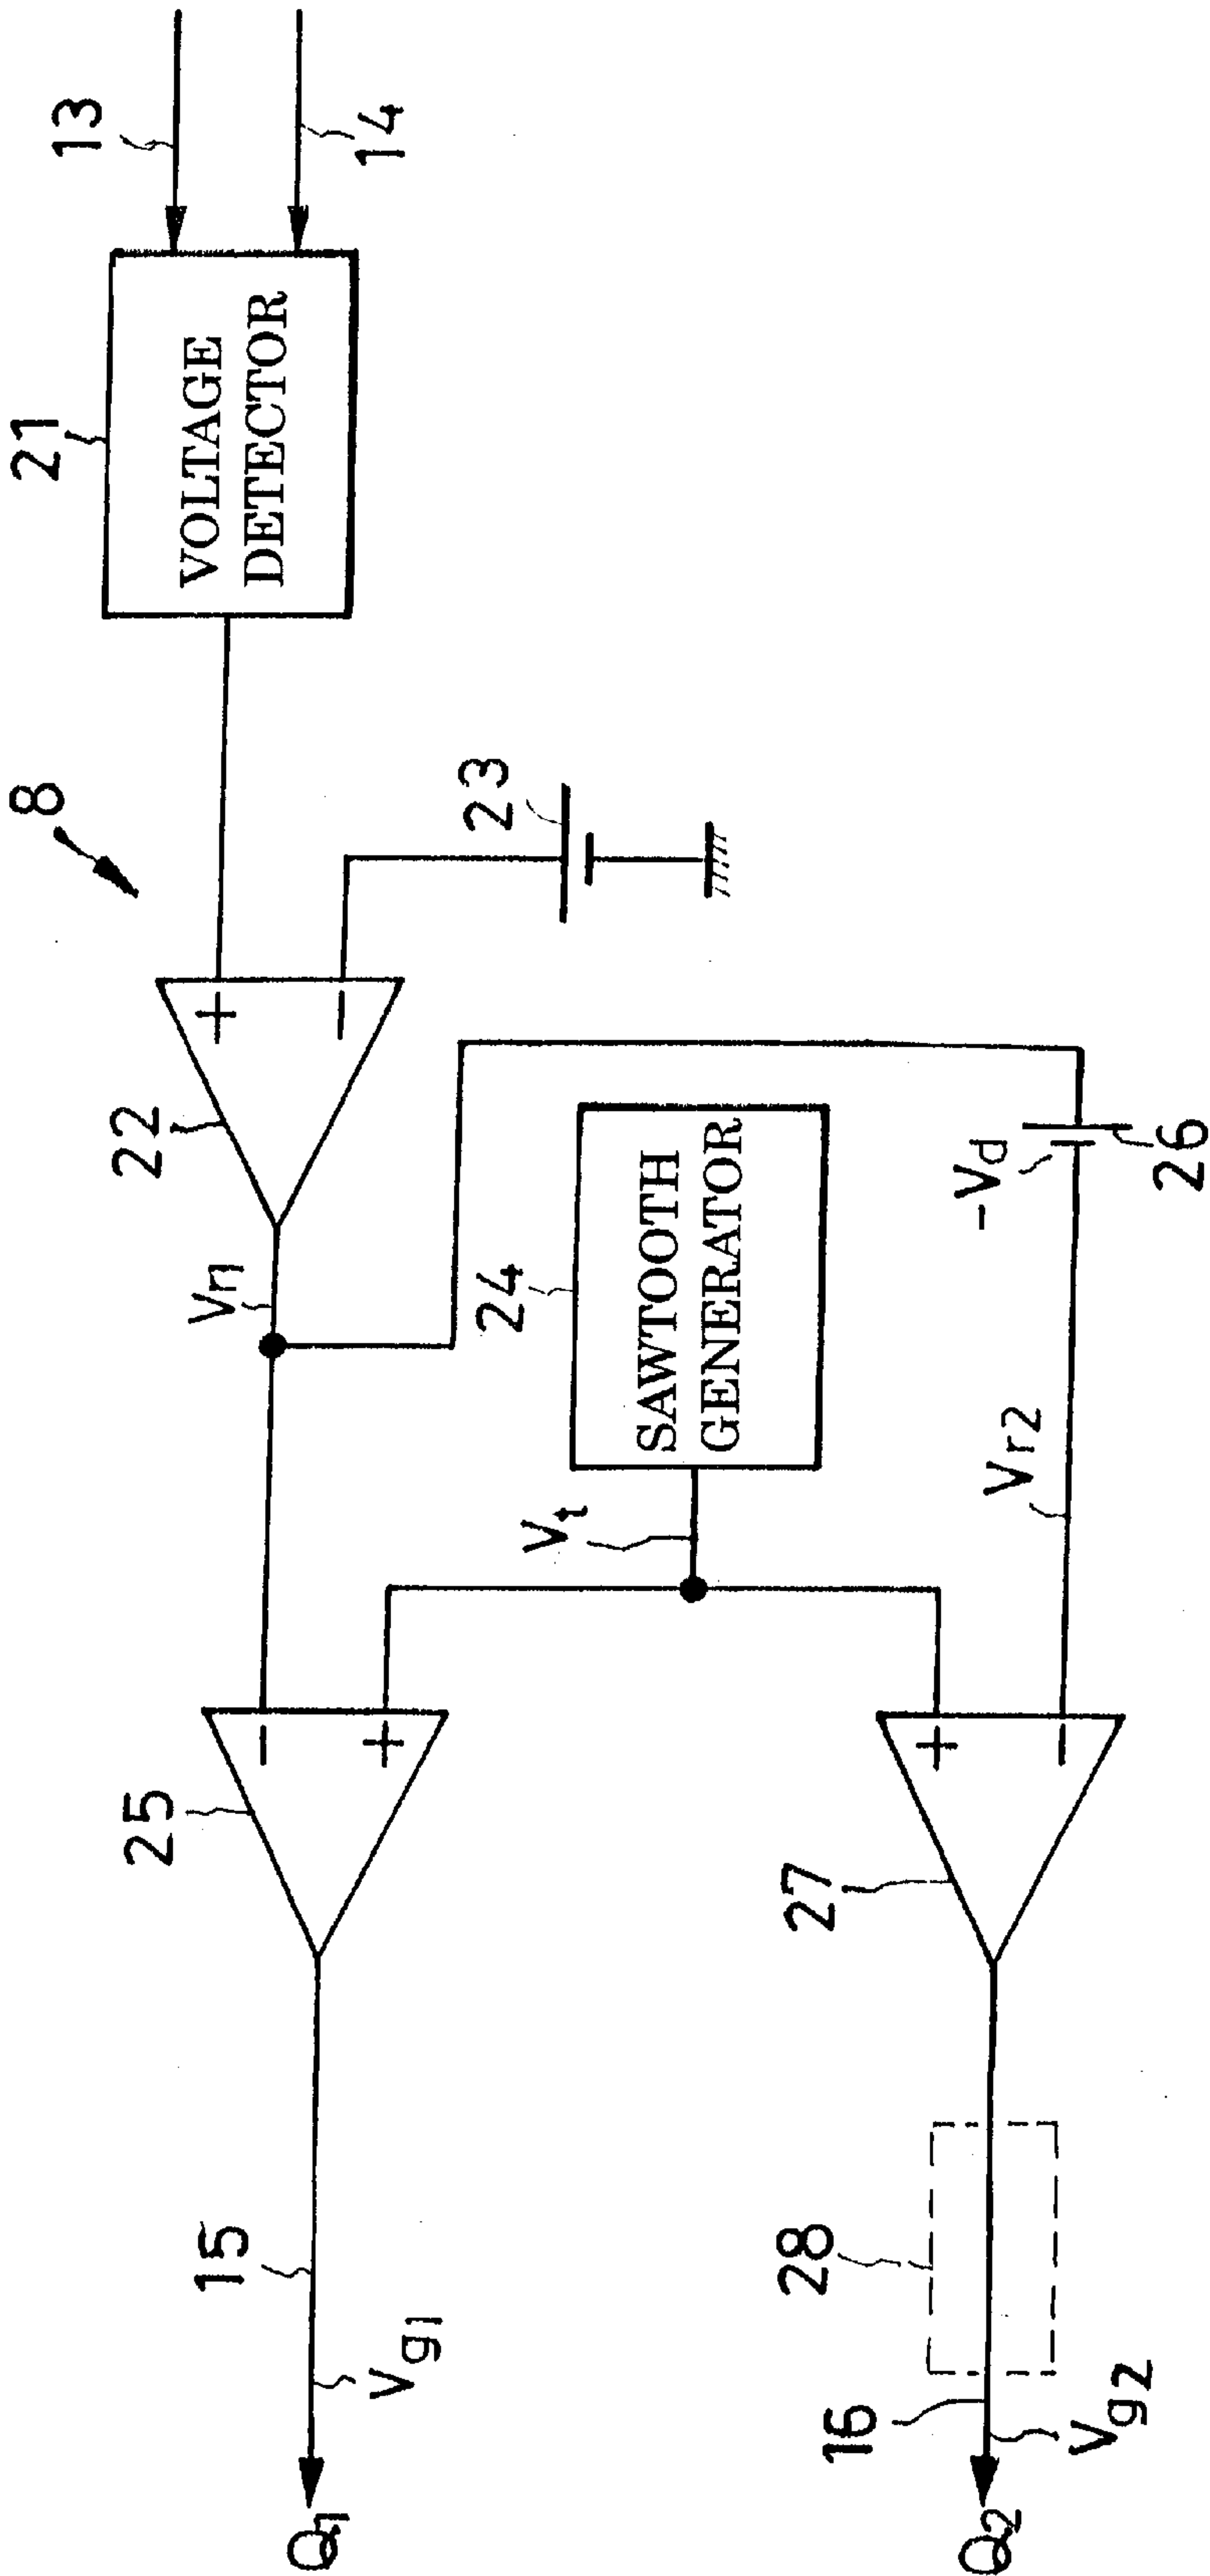 8
Q1
Vg1
15
25
-
+
Vr1
22
+
-
21
VOLTAGE
DETECTOR
13
14
23
Vt
24
SAWTOOTH
GENERATOR
Q2
Vg2
16
28
27
+
-
Vr2
-Vd
26